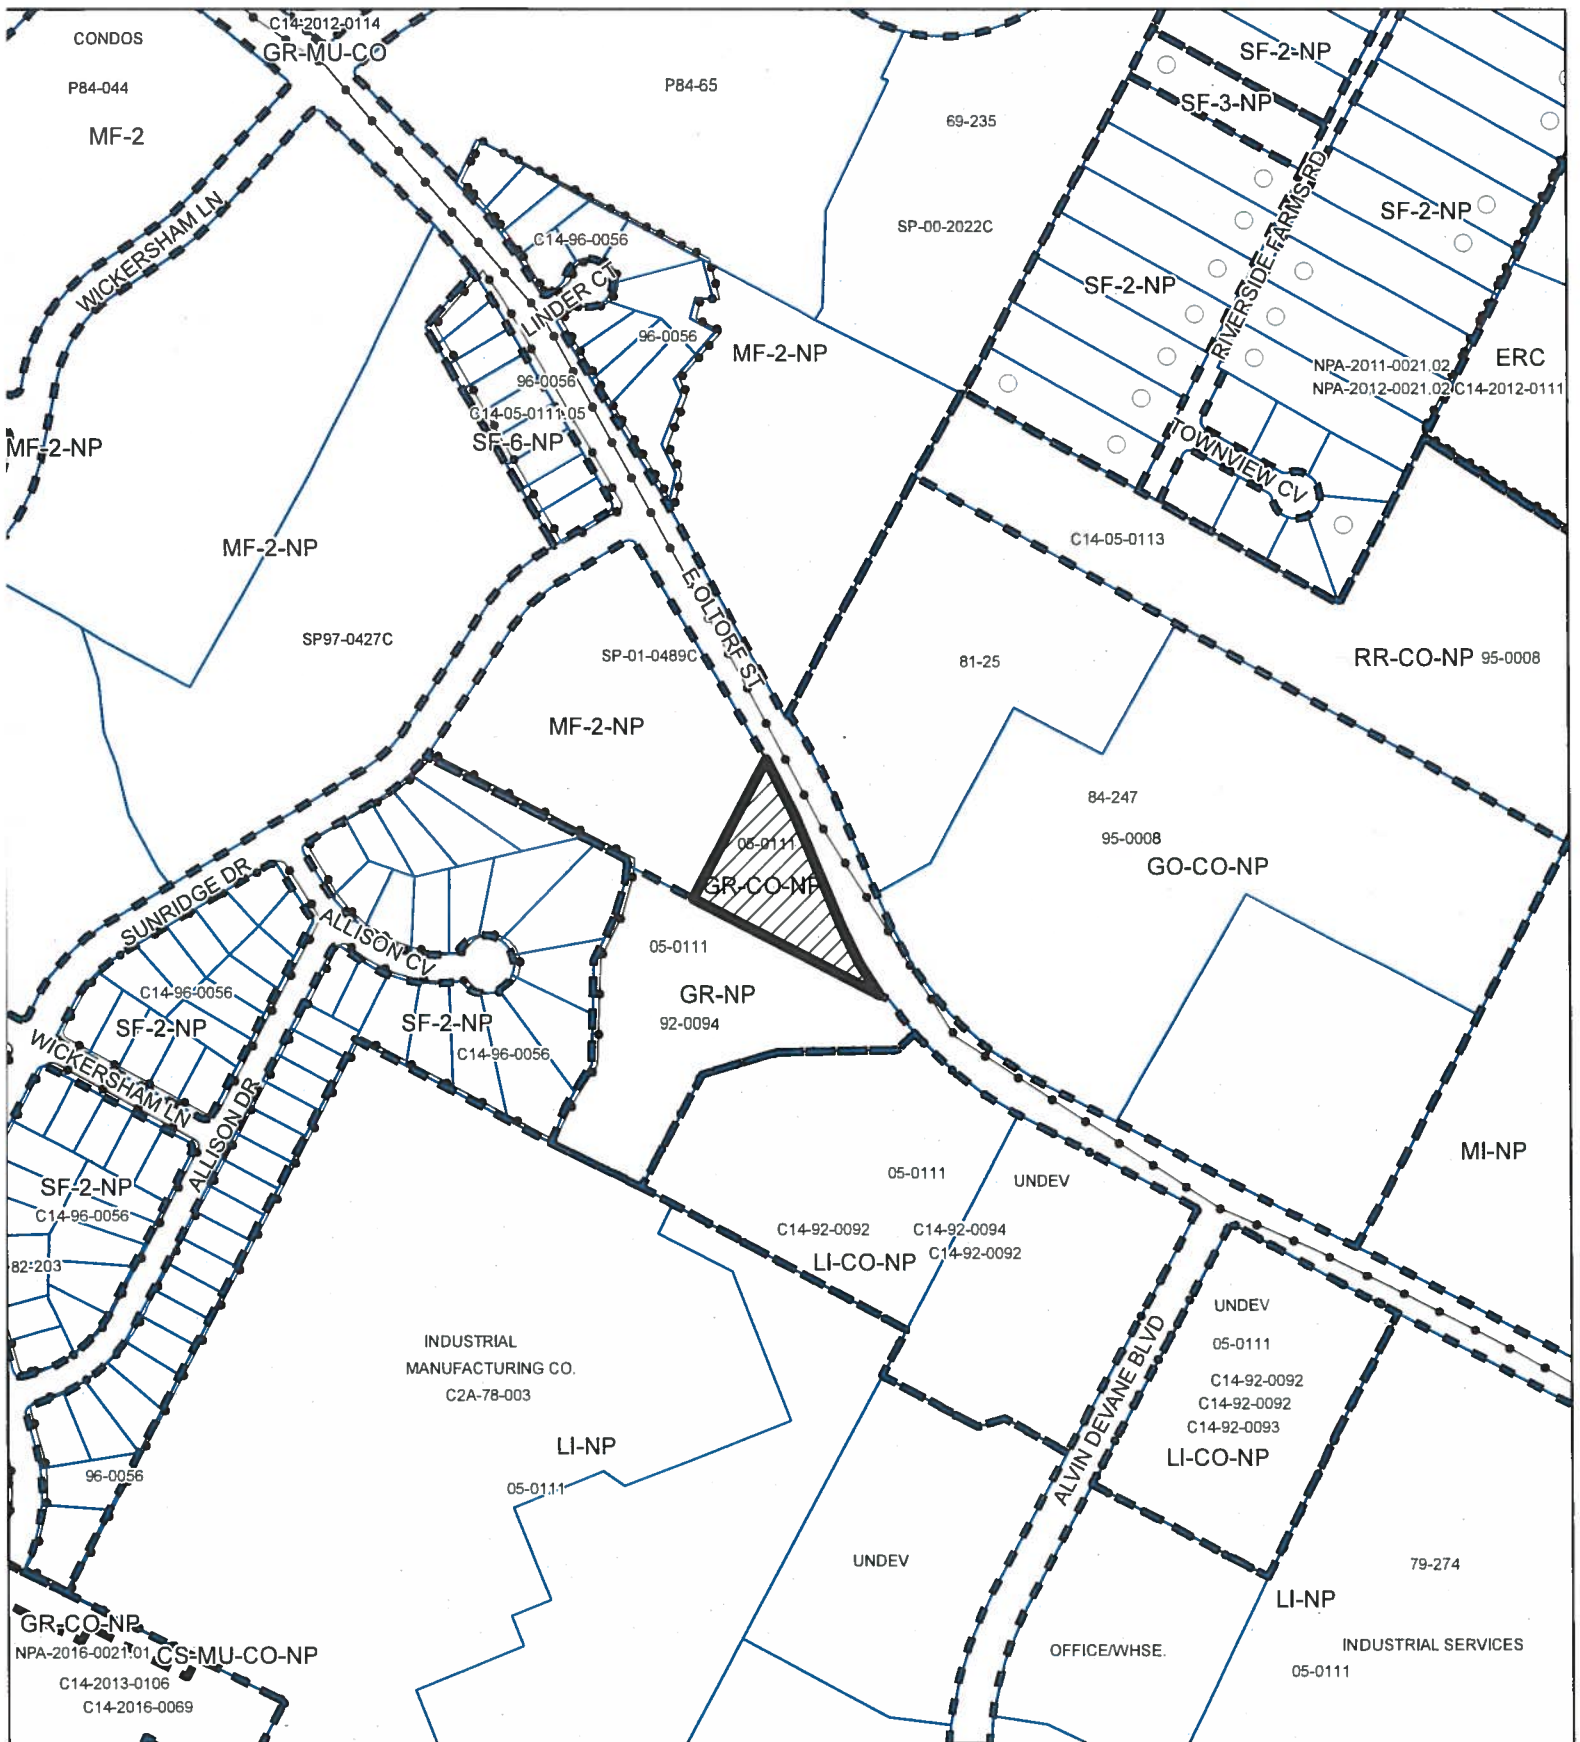 C14-2012-0114
GR-MU-CO
CONDOS
P84-044
MF-2
P84-65
69-235
SF-2-NP
SF-3-NP
WICKERSHAM LN
C14-96-0056
LINDER CT
SP-00-2022C
SF-2-NP
RIVERSIDE FARMS RD
SF-2-NP
96-0056
MF-2-NP
96-0056
C14-05-0111.05
SF-6-NP
NPA-2011-0021.02
ERC
NPA-2012-0021.02
C14-2012-0111
MF-2-NP
TOWNVIEW CV
MF-2-NP
C14-05-0113
E OLTORF ST
SP97-0427C
SP-01-0489C
81-25
RR-CO-NP
95-0008
MF-2-NP
84-247
95-0008
GO-CO-NP
05-0111
GR-CO-NP
SUNRIDGE DR
ALLISON CV
05-0111
GR-NP
92-0094
C14-96-0056
SF-2-NP
SF-2-NP
C14-96-0056
WICKERSHAM LN
ALLISON DR
SF-2-NP
C14-96-0056
82-203
MI-NP
05-0111
UNDEV
C14-92-0092
C14-92-0094
C14-92-0092
LI-CO-NP
INDUSTRIAL
MANUFACTURING CO.
C2A-78-003
LI-NP
05-0111
UNDEV
05-0111
C14-92-0092
C14-92-0092
C14-92-0093
LI-CO-NP
ALVIN DEVANE BLVD
96-0056
UNDEV
79-274
LI-NP
OFFICE/WHSE.
INDUSTRIAL SERVICES
05-0111
GR-CO-NP
NPA-2016-0021.01
CS-MU-CO-NP
C14-2013-0106
C14-2016-0069